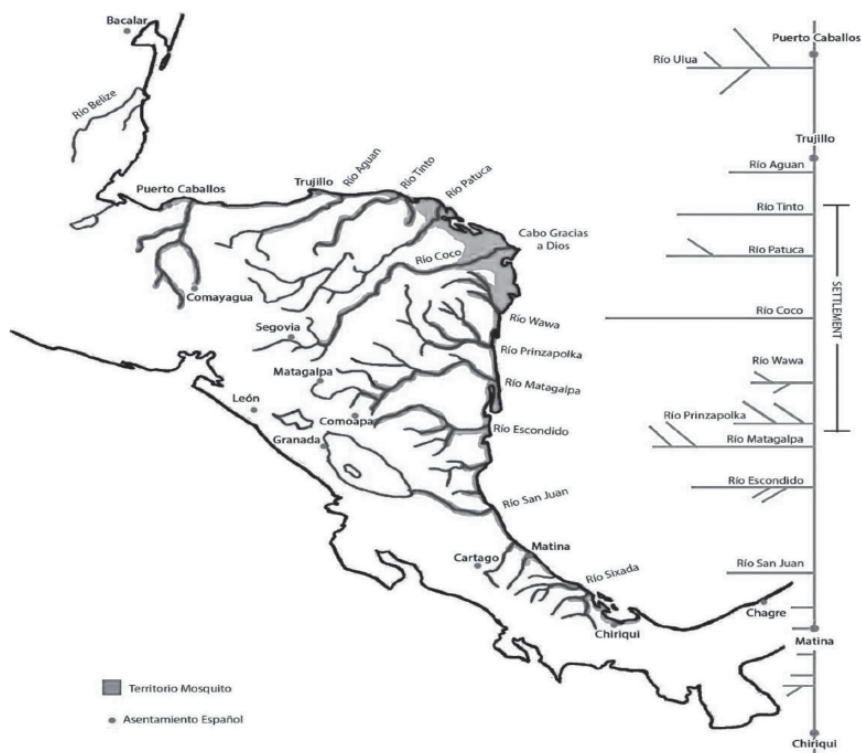 Bacalar
Río Belize
Puerto Caballos
Trujillo
Río Aguan
Río Tinto
Río Patuca
Cabo Gracias
a Dios
Río Coco
Comayagua
Segovia
Río Wawa
Río Prinzapolka
Matagalpa
Río Matagalpa
León
Comoapa
Río Escondido
Granada
Río San Juan
Cartago
Matina
Río Sixada
Chiriqui
Chagre
Territorio Mosquito
Asentamiento Español
Puerto Caballos
Río Ulua
Trujillo
Río Aguan
Río Tinto
Río Patuca
Río Coco
Río Wawa
Río Prinzapolka
Río Matagalpa
Río Escondido
Río San Juan
Matina
Chiriqui
SETTLEMENT